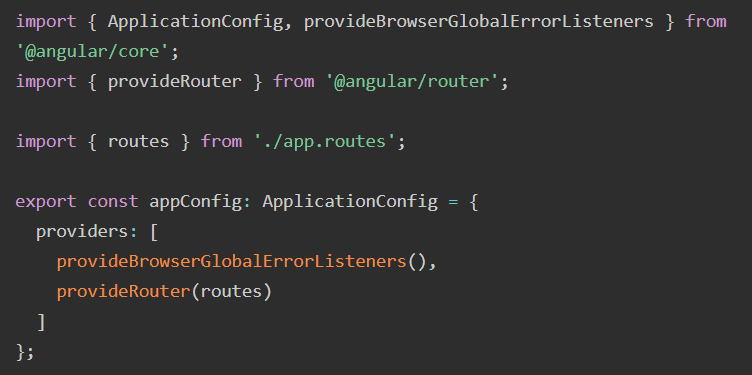 import { ApplicationConfig, provideBrowserGlobalErrorListeners } from
'@angular/core';
import { provideRouter } from '@angular/router';

import { routes } from './app.routes';

export const appConfig: ApplicationConfig = {
  providers: [
    provideBrowserGlobalErrorListeners(),
    provideRouter(routes)
  ]
};